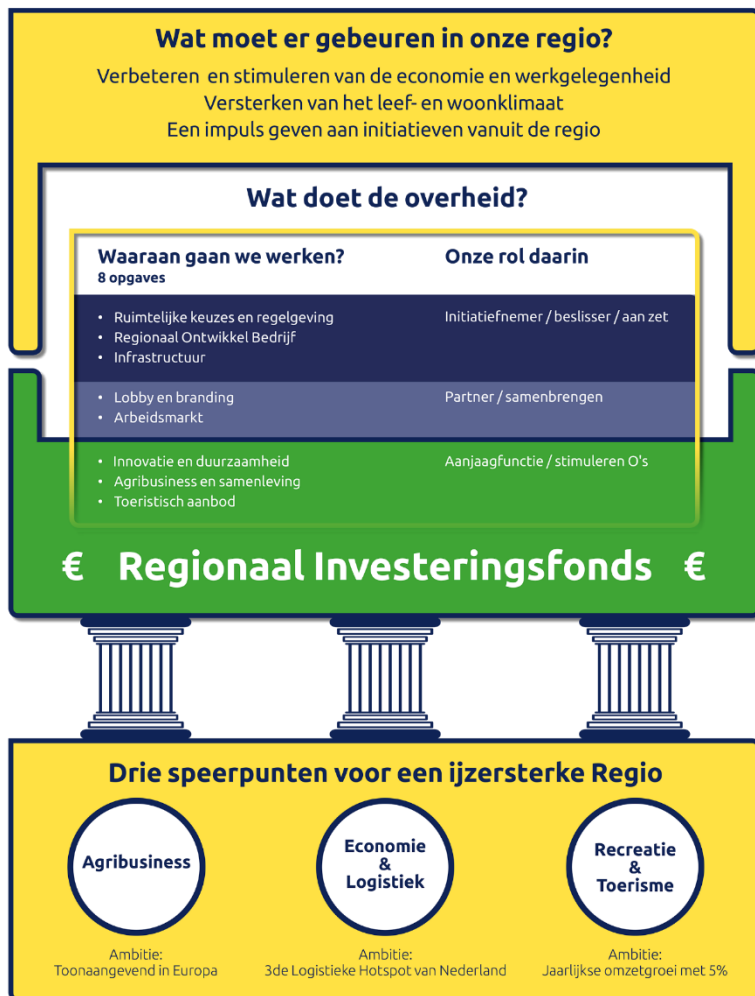 Wat moet er gebeuren in onze regio?
Verbeteren en stimuleren van de economie en werkgelegenheid
Versterken van het leef- en woonklimaat
Een impuls geven aan initiatieven vanuit de regio
Wat doet de overheid?
Waaraan gaan we werken?
8 opgaves
Onze rol daarin
• Ruimtelijke keuzes en regelgeving
• Regionaal Ontwikkel Bedrijf
• Infrastructuur
Initiatiefnemer / beslisser / aan zet
• Lobby en branding
• Arbeidsmarkt
Partner / samenbrengen
• Innovatie en duurzaamheid
• Agribusiness en samenleving
• Toeristisch aanbod
Aanjaagfunctie / stimuleren O's
€ Regionaal Investeringsfonds €
Drie speerpunten voor een ijzersterke Regio
Agribusiness
Economie
&
Logistiek
Recreatie
&
Toerisme
Ambitie:
Toonaangevend in Europa
Ambitie:
3de Logistieke Hotspot van Nederland
Ambitie:
Jaarlijkse omzetgroei met 5%